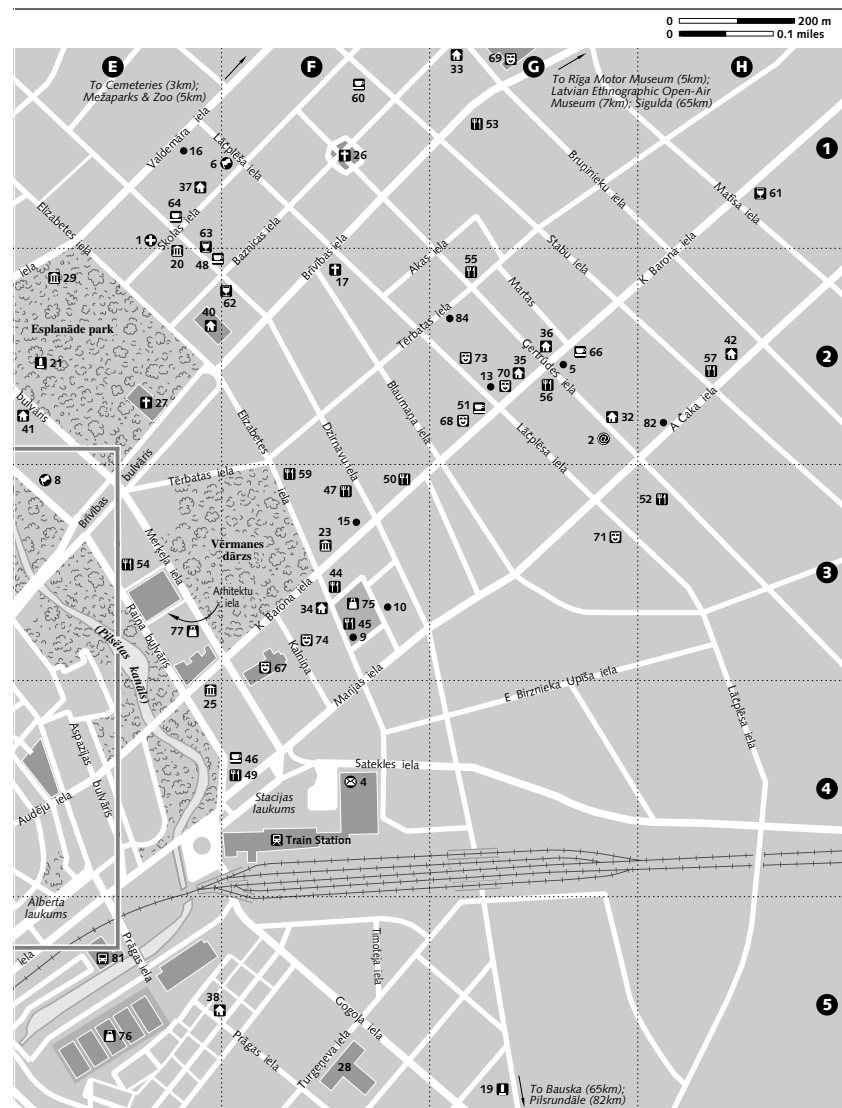 0 200 m
0 0.1 miles
E
F
G
H
To Cemeteries (3km);
Mežaparks & Zoo (5km)
To Rīga Motor Museum (5km);
Latvian Ethnographic Open-Air
Museum (7km); Sigulda (65km)
69
33
60
53
1
Valdemāra iela
16
6
Lāčplēša iela
26
Bruņinieku iela
37
61
Matīsa iela
64
Skolas iela
Elizabetes iela
1
63
20
48
Baznīcas iela
Brīvības iela
Akas iela
Stabu iela
K Barona iela
55
iela
29
17
Martas
62
40
84
Tērbatas iela
Esplanāde park
36
66
42
2
21
73
Ģertrūdes iela
5
57
35
70
13
56
27
51
68
32
82
A Čaka iela
bulvāris
41
Elizabetes iela
Dzirnavu iela
Blaumaņa iela
Lāčplēša iela
2
8
Brīvības bulvāris
Tērbatas iela
59
50
47
52
15
71
23
Vērmanes
dārzs
Merķeļa iela
54
3
44
Arhitektu
iela
K Barona iela
34
75
10
45
9
77
74
Raiņa bulvāris
(Pilsētas kanāls)
Kalniņa
67
Marijas iela
25
E Birznieka Upīša iela
Lāčplēša iela
Aspazijas bulvāris
46
49
Satekles iela
4
4
Audēju iela
Stacijas
laukums
Train Station
Alberta
laukums
iela
81
Prāgas iela
Timoteja iela
38
Gogoļa iela
5
76
Prāgas iela
Turgeņeva iela
28
19
To Bauska (65km);
Pilsrundāle (82km)